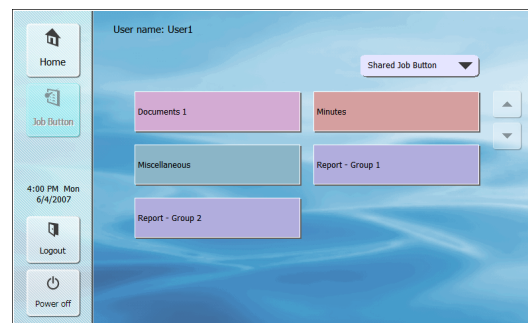 Home
Job Button
4:00 PM Mon
6/4/2007
Logout
Power off
User name: User1
Shared Job Button
Documents 1
Minutes
Miscellaneous
Report - Group 1
Report - Group 2